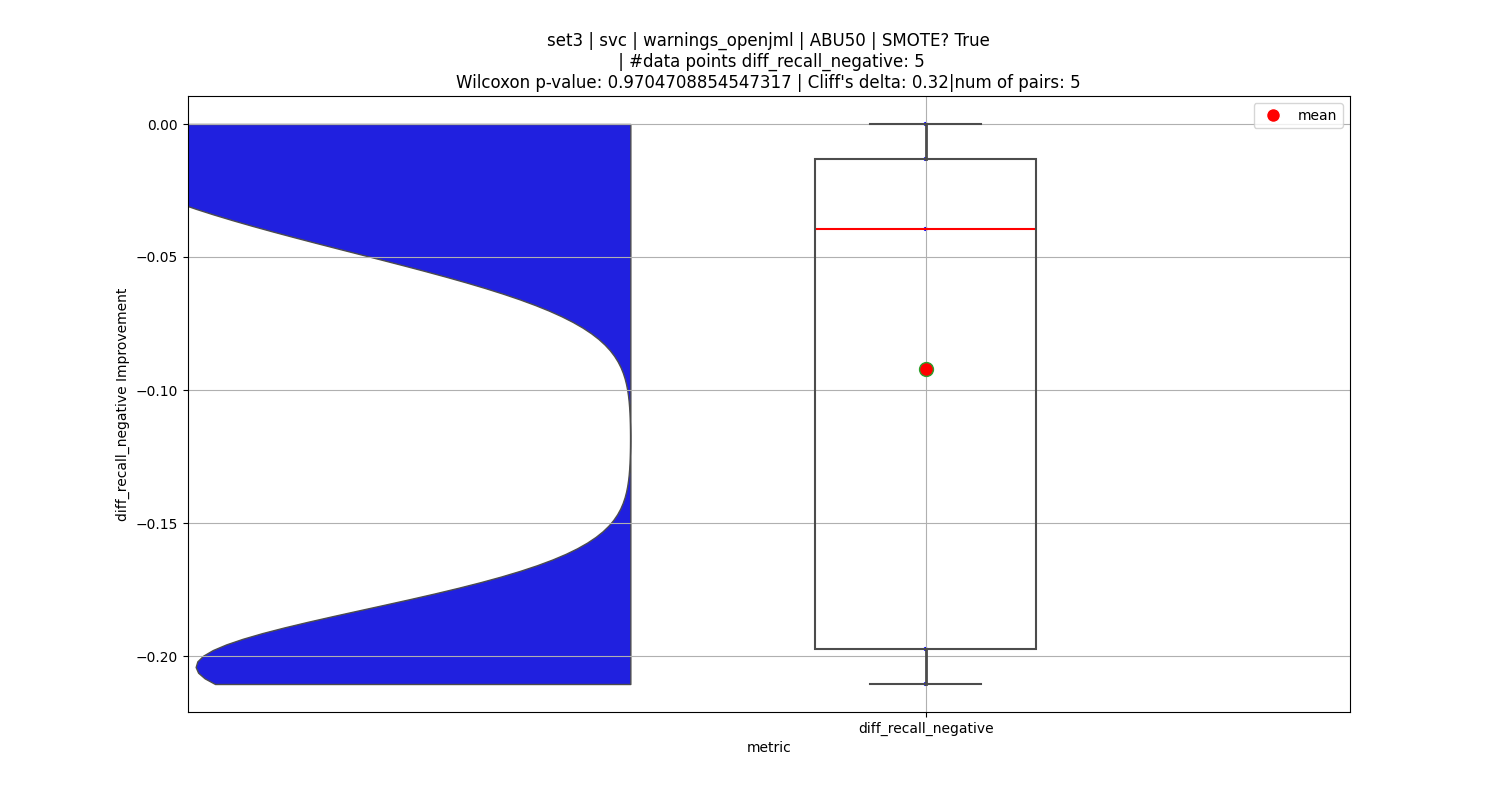 set3 | svc | warnings_openjml | ABU50 | SMOTE? True
| #data points diff_recall_negative: 5
Wilcoxon p-value: 0.9704708854547317 | Cliff's delta: 0.32|num of pairs: 5
mean
0.00
−0.05
−0.10
−0.15
−0.20
diff_recall_negative Improvement
diff_recall_negative
metric